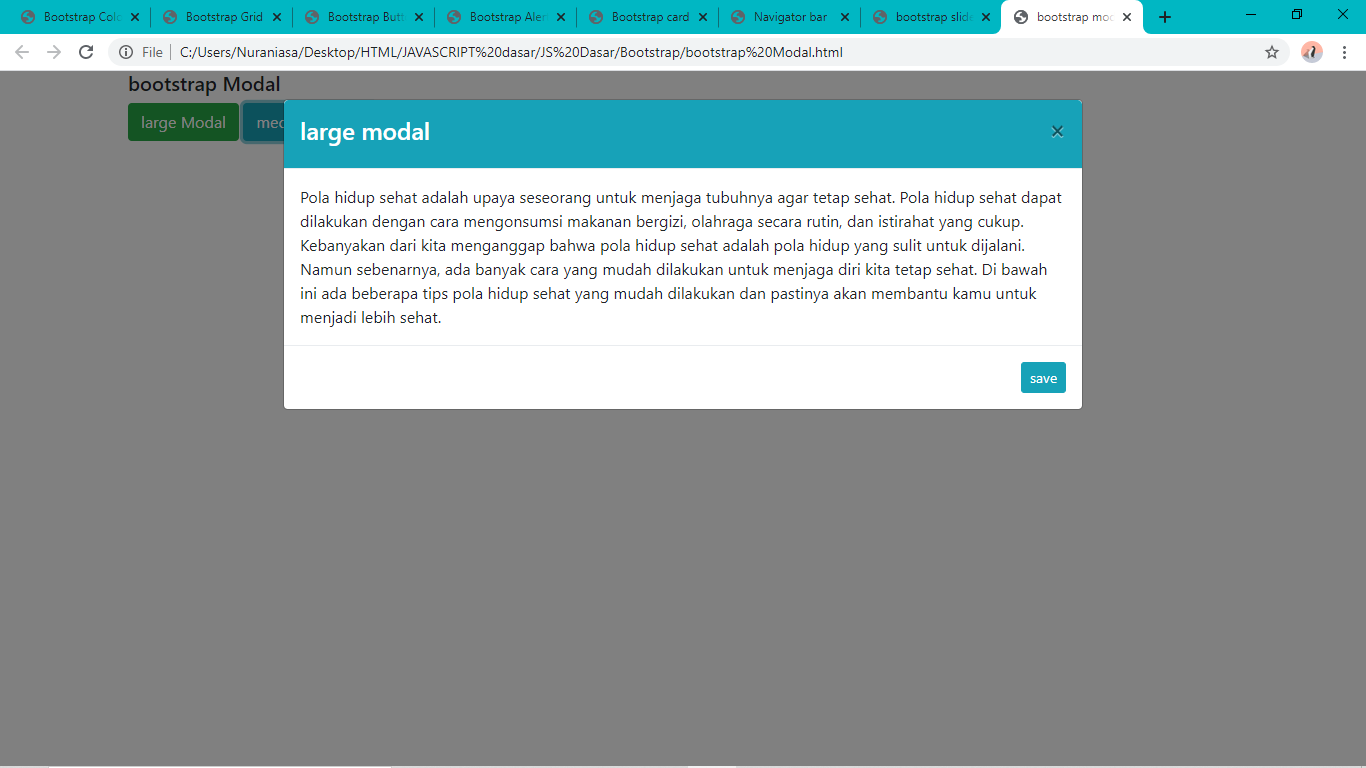 Bootstrap Colo
Bootstrap Grid
Bootstrap Butt
Bootstrap Aler
Bootstrap card
Navigator bar
bootstrap slide
bootstrap mod
File
C:/Users/Nuraniasa/Desktop/HTML/JAVASCRIPT%20dasar/JS%20Dasar/Bootstrap/bootstrap%20Modal.html
bootstrap Modal
large Modal
med
large modal
×
Pola hidup sehat adalah upaya seseorang untuk menjaga tubuhnya agar tetap sehat. Pola hidup sehat dapat
dilakukan dengan cara mengonsumsi makanan bergizi, olahraga secara rutin, dan istirahat yang cukup.
Kebanyakan dari kita menganggap bahwa pola hidup sehat adalah pola hidup yang sulit untuk dijalani.
Namun sebenarnya, ada banyak cara yang mudah dilakukan untuk menjaga diri kita tetap sehat. Di bawah
ini ada beberapa tips pola hidup sehat yang mudah dilakukan dan pastinya akan membantu kamu untuk
menjadi lebih sehat.
save